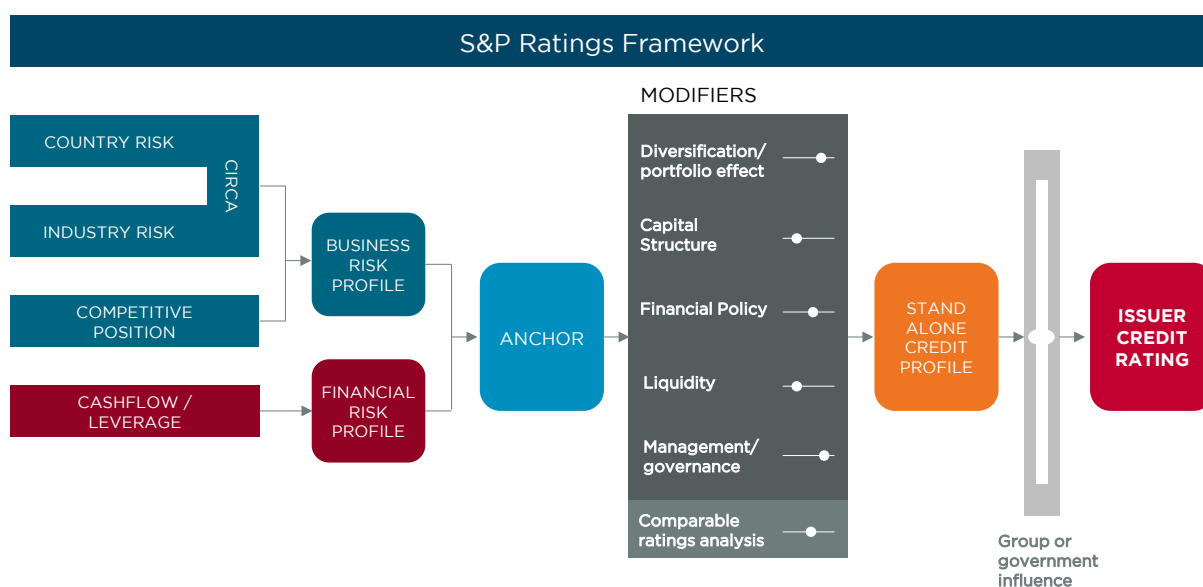 S&P Ratings Framework
MODIFIERS
COUNTRY RISK
CIRCA
INDUSTRY RISK
COMPETITIVE
POSITION
CASHFLOW /
LEVERAGE
BUSINESS
RISK
PROFILE
FINANCIAL
RISK
PROFILE
ANCHOR
Diversification/
portfolio effect
Capital
Structure
Financial Policy
Liquidity
Management/
governance
Comparable
ratings analysis
STAND
ALONE
CREDIT
PROFILE
Group or
government
influence
ISSUER
CREDIT
RATING